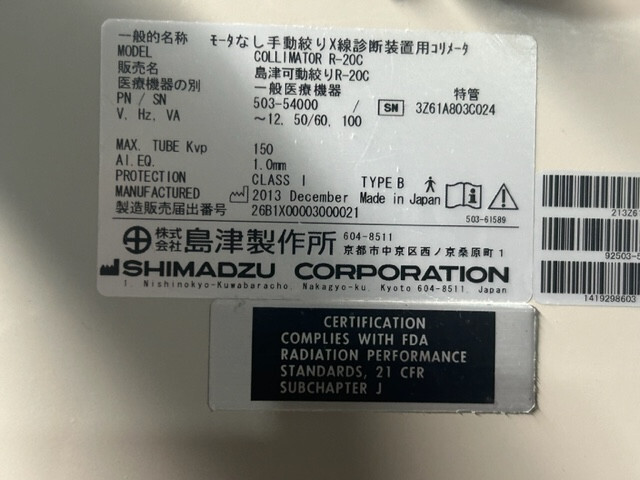 一般的名称 モータなし手動絞りX線診断装置用コリメータ
MODEL COLLIMATOR R-20C
販売名 島津可動絞りR-20C
医療機器の別 一般医療機器 特管
PN / SN 503-54000 / SN 3Z61A803C024
V, Hz, VA ～12, 50/60, 100
MAX. TUBE Kvp 150
Al.EQ. 1.0mm
PROTECTION CLASS I TYPE B
MANUFACTURED 2013 December Made in Japan
製造販売届出番号 26B1X00003000021
503-61589
株式会社 島津製作所 604-8511
京都市中京区西ノ京桑原町1
SHIMADZU CORPORATION
1, Nishinokyo-Kuwabaracho, Nakagyo-ku, Kyoto 604-8511, Japan
213Z61
92503-5
1419298603
CERTIFICATION
COMPLIES WITH FDA
RADIATION PERFORMANCE
STANDARDS, 21 CFR
SUBCHAPTER J